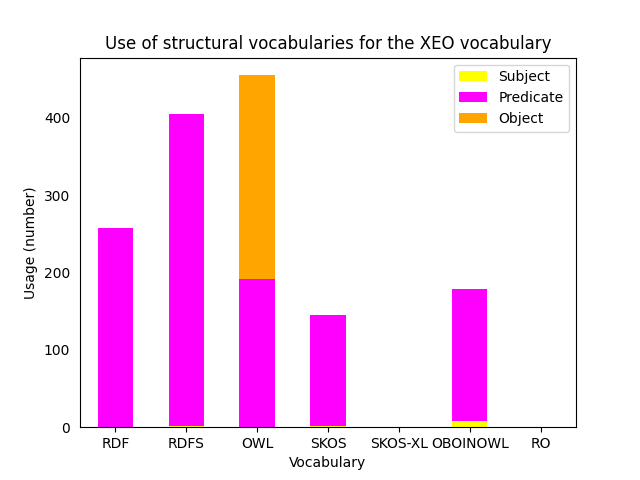 Use of structural vocabularies for the XEO vocabulary
Subject
Predicate
Object
Usage (number)
400
300
200
100
0
RDF RDFS OWL SKOS SKOS-XL OBOINOWL RO
Vocabulary